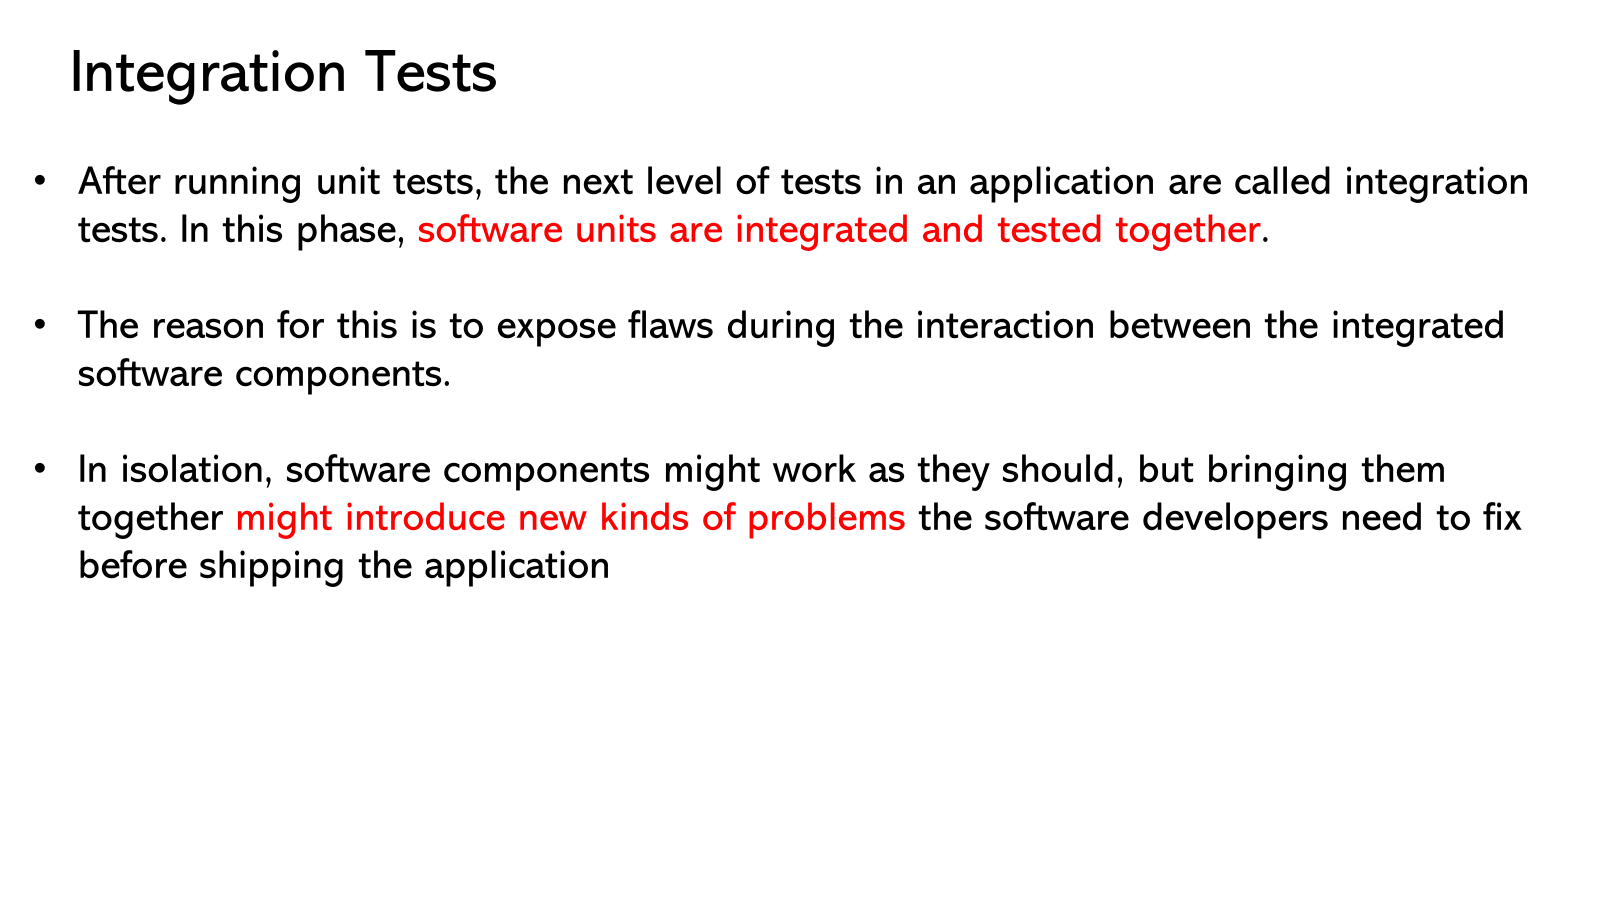 Integration Tests
• After running unit tests, the next level of tests in an application are called integration
tests. In this phase, software units are integrated and tested together.
• The reason for this is to expose flaws during the interaction between the integrated
software components.
• In isolation, software components might work as they should, but bringing them
together might introduce new kinds of problems the software developers need to fix
before shipping the application